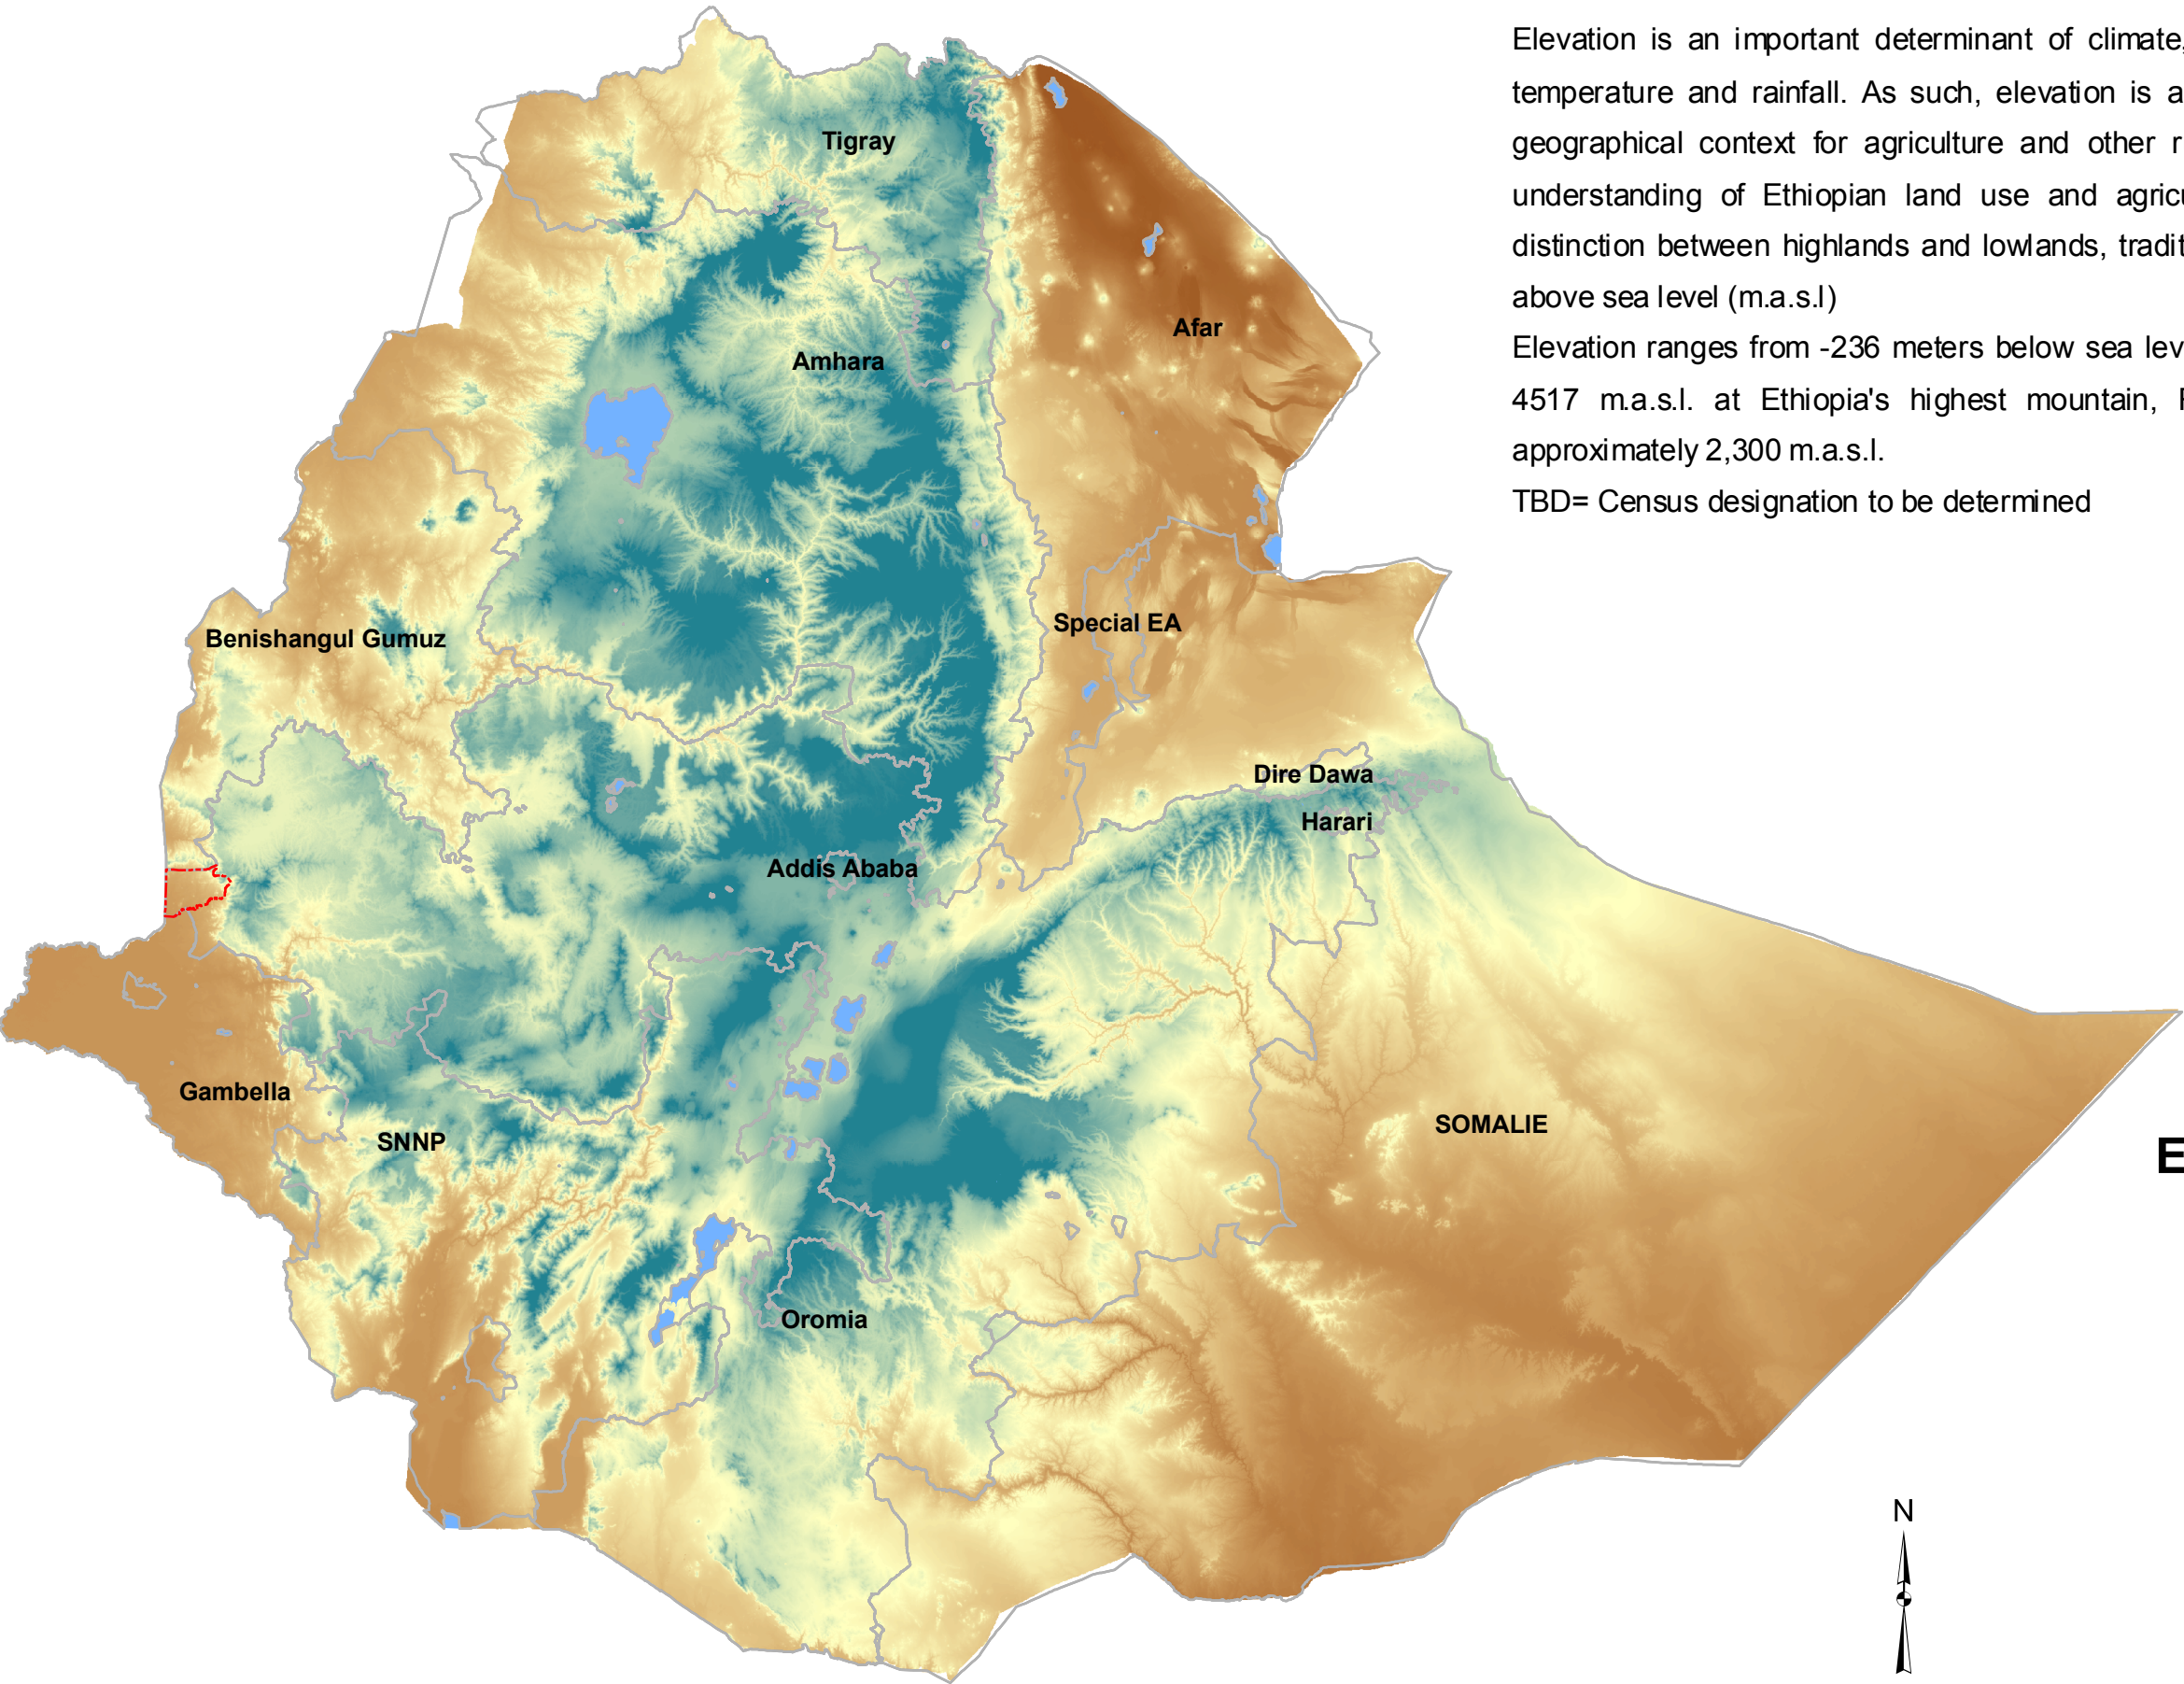 Elevation is an important determinant of climate,
temperature and rainfall. As such, elevation is a
geographical context for agriculture and other r
understanding of Ethiopian land use and agricu
distinction between highlands and lowlands, tradit
above sea level (m.a.s.l)
Elevation ranges from -236 meters below sea lev
4517 m.a.s.l. at Ethiopia's highest mountain,
approximately 2,300 m.a.s.l.
TBD= Census designation to be determined
Tigray
Afar
Amhara
Special EA
Benishangul Gumuz
Dire Dawa
Harari
Addis Ababa
Gambella
SOMALIE
SNNP
E
Oromia
N